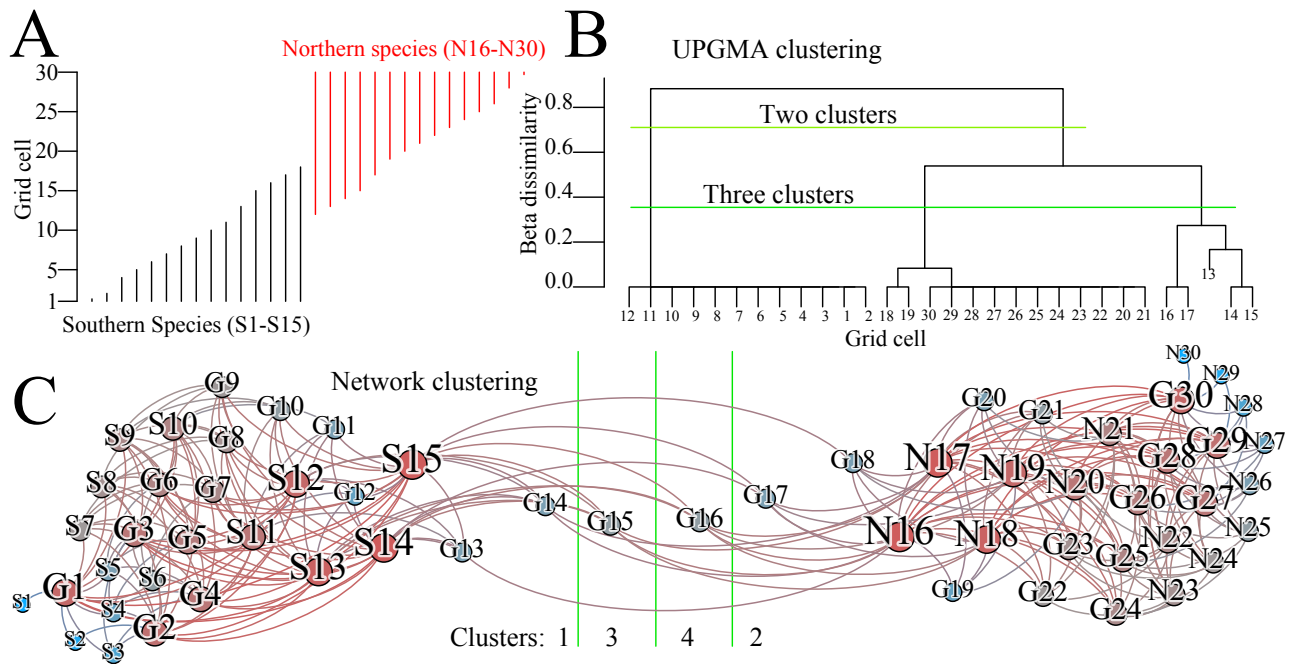 A
Northern species (N16-N30)
Grid cell
30
25
20
15
10
5
1
Southern Species (S1-S15)
B
UPGMA clustering
Beta dissimilarity
0.8
0.6
0.4
0.2
0.0
Two clusters
Three clusters
13
12 11 10 9 8 7 6 5 4 3 1 2 18 19 30 29 28 27 26 25 24 23 22 21 20 21 16 17 14 15
Grid cell
C
Network clustering
G9
G10
G11
S10
S9
G8
S15
S8
G6
G7
S12
G12
S7
G3
G5
S11
S14
S5
S6
S13
G1
S1
S4
G4
S2
G2
S3
G13
G14
G15
G16
G17
G18
N17
N16
N18
N19
N20
G19
G20
G21
N21
G22
G23
G24
G25
G26
G27
G28
G29
G30
N22
N23
N24
N25
N26
N27
N28
N29
N30
Clusters: 1 3 4 2